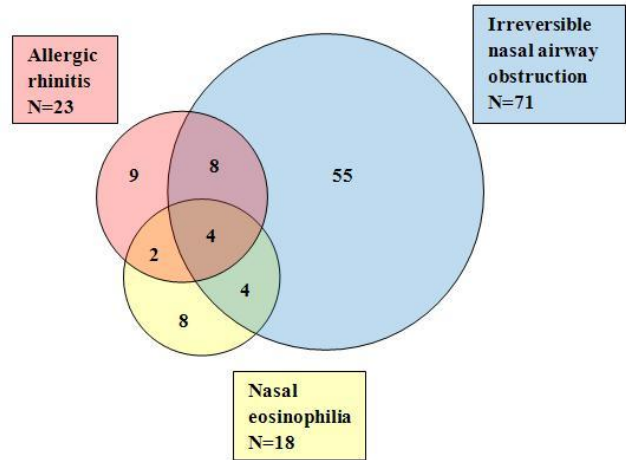 Allergic
rhinitis
N=23
Irreversible
nasal airway
obstruction
N=71
9
8
55
4
2
4
8
Nasal
eosinophilia
N=18